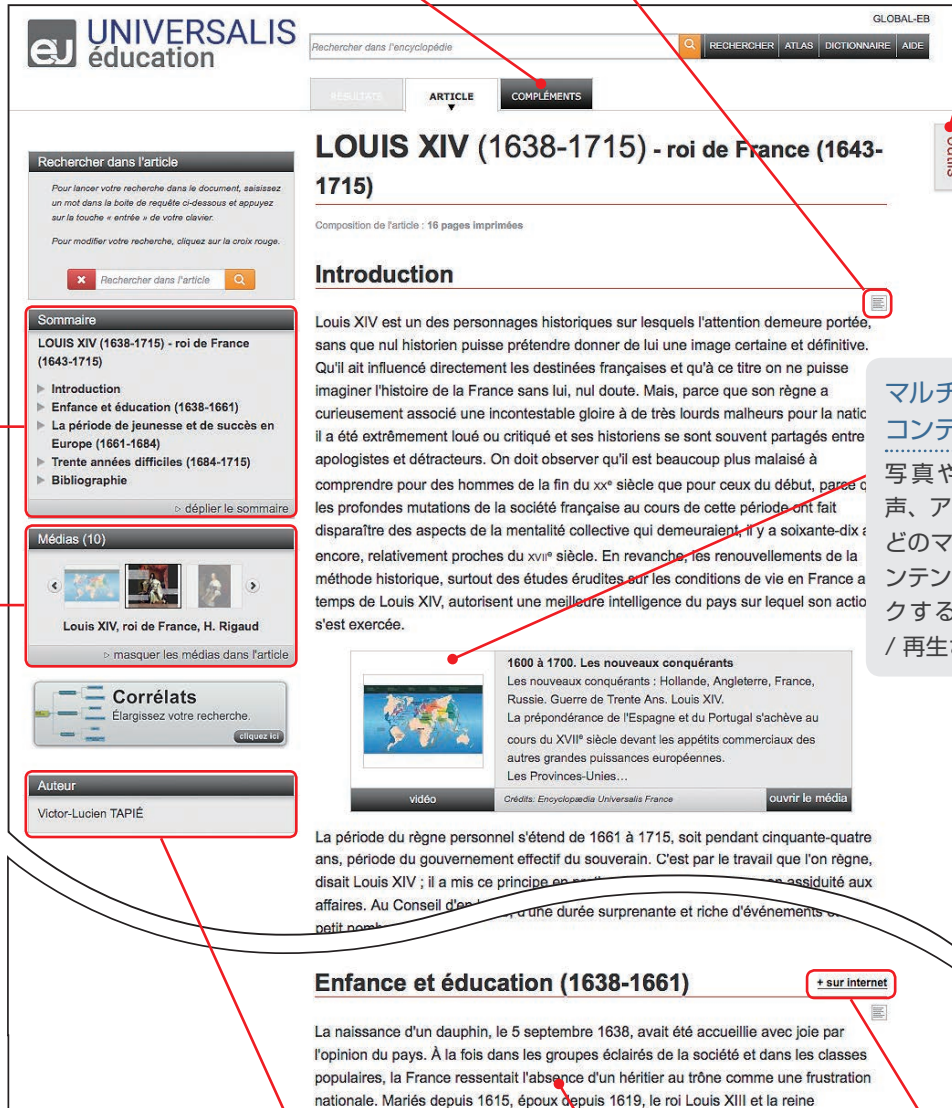 GLOBAL-EB
eu UNIVERSALIS
éducation
Rechercher dans l'encyclopédie
RECHERCHER ATLAS DICTIONNAIRE AIDE
RÉSULTATS ARTICLE COMPLÉMENTS
Outils
Rechercher dans l'article
Pour lancer votre recherche dans le document, saisissez
un mot dans la boite de requête ci-dessous et appuyez
sur la touche « entrée » de votre clavier.
Pour modifier votre recherche, cliquez sur la croix rouge.
Rechercher dans l'article
Sommaire
LOUIS XIV (1638-1715) - roi de France
(1643-1715)
Introduction
Enfance et éducation (1638-1661)
La période de jeunesse et de succès en
Europe (1661-1684)
Trente années difficiles (1684-1715)
Bibliographie
déplier le sommaire
Médias (10)
Louis XIV, roi de France, H. Rigaud
masquer les médias dans l'article
Corrélats
Élargissez votre recherche.
cliquez ici
Auteur
Victor-Lucien TAPIÉ
LOUIS XIV (1638-1715) - roi de France (1643-
1715)
Composition de l'article : 16 pages imprimées
Introduction
Louis XIV est un des personnages historiques sur lesquels l'attention demeure portée,
sans que nul historien puisse prétendre donner de lui une image certaine et définitive.
Qu'il ait influencé directement les destinées françaises et qu'à ce titre on ne puisse
imaginer l'histoire de la France sans lui, nul doute. Mais, parce que son règne a
curieusement associé une incontestable gloire à de très lourds malheurs pour la natio
il a été extrêmement loué ou critiqué et ses historiens se sont souvent partagés entre
apologistes et détracteurs. On doit observer qu'il est beaucoup plus malaisé à
comprendre pour des hommes de la fin du xxe siècle que pour ceux du début, parce q
les profondes mutations de la société française au cours de cette période ont fait
disparaître des aspects de la mentalité collective qui demeuraient, il y a soixante-dix a
encore, relativement proches du xviie siècle. En revanche, les renouvellements de la
méthode historique, surtout des études érudites sur les conditions de vie en France a
temps de Louis XIV, autorisent une meilleure intelligence du pays sur lequel son actio
s'est exercée.
マルチ
コンテ
写真や
声、ア
どのマ
ンテン
クする
/ 再生
1600 à 1700. Les nouveaux conquérants
Les nouveaux conquérants : Hollande, Angleterre, France,
Russie. Guerre de Trente Ans. Louis XIV.
La prépondérance de l'Espagne et du Portugal s'achève au
cours du XVIIe siècle devant les appétits commerciaux des
autres grandes puissances européennes.
Les Provinces-Unies…
vidéo
Crédits: Encyclopædia Universalis France
ouvrir le média
La période du règne personnel s'étend de 1661 à 1715, soit pendant cinquante-quatre
ans, période du gouvernement effectif du souverain. C'est par le travail que l'on règne,
disait Louis XIV ; il a mis ce principe en assiduité aux
affaires. Au Conseil d'en d'une durée surprenante et riche d'événements
petit
Enfance et éducation (1638-1661)
+ sur internet
La naissance d'un dauphin, le 5 septembre 1638, avait été accueillie avec joie par
l'opinion du pays. À la fois dans les groupes éclairés de la société et dans les classes
populaires, la France ressentait l'absence d'un héritier au trône comme une frustration
nationale. Mariés depuis 1615, époux depuis 1619, le roi Louis XIII et la reine